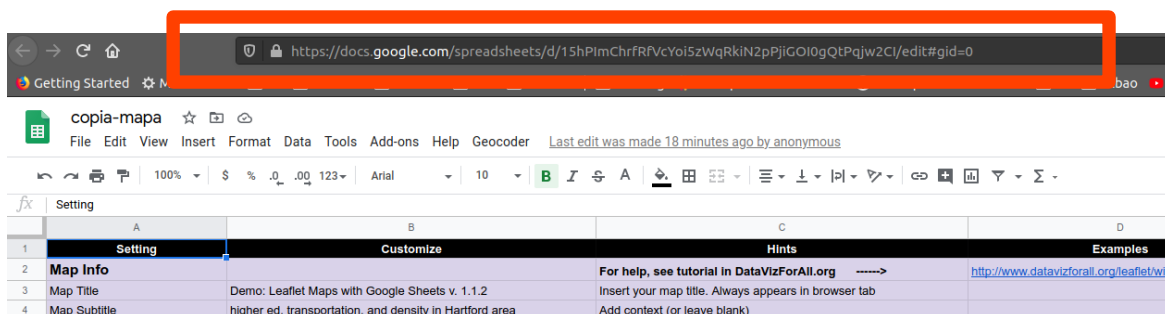 https://docs.google.com/spreadsheets/d/15hPImChrfRfVcYoi5zWqRkiN2pPjiGOI0gQtPqjw2CI/edit#gid=0
Getting Started
copia-mapa
File Edit View Insert Format Data Tools Add-ons Help Geocoder Last edit was made 18 minutes ago by anonymous
100% $ % .0 .00 123 Arial 10 B I S A
fx Setting
A B C D
1 Setting Customize Hints Examples
2 Map Info For help, see tutorial in DataVizForAll.org ------> http://www.datavizforall.org/leaflet/wi
3 Map Title Demo: Leaflet Maps with Google Sheets v. 1.1.2 Insert your map title. Always appears in browser tab
4 Map Subtitle higher ed, transportation, and density in Hartford area Add context (or leave blank)